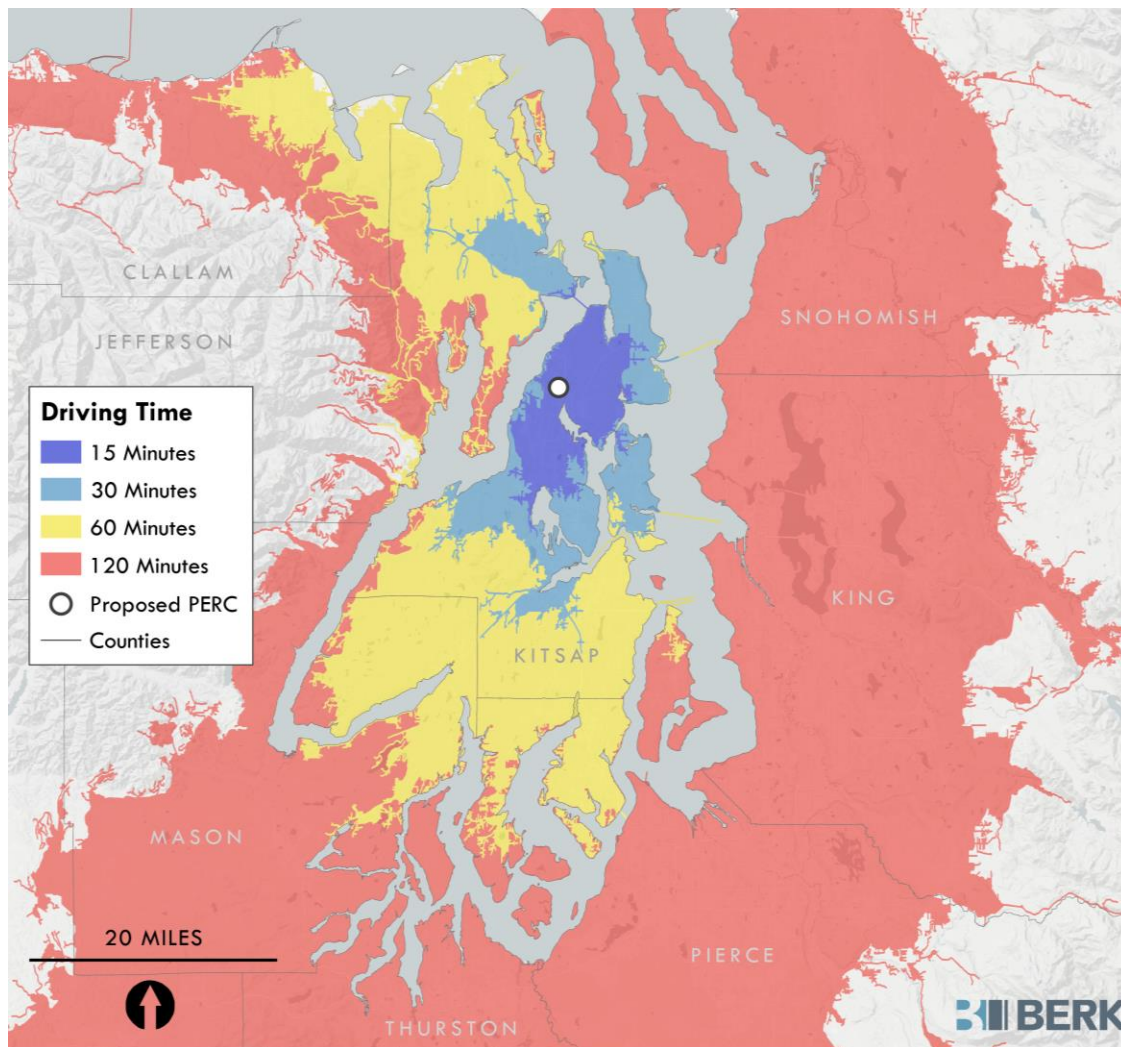 CLALLAM
JEFFERSON
SNOHOMISH
Driving Time
15 Minutes
30 Minutes
60 Minutes
120 Minutes
Proposed PERC
Counties
KING
KITSAP
MASON
20 MILES
PIERCE
THURSTON
BERK